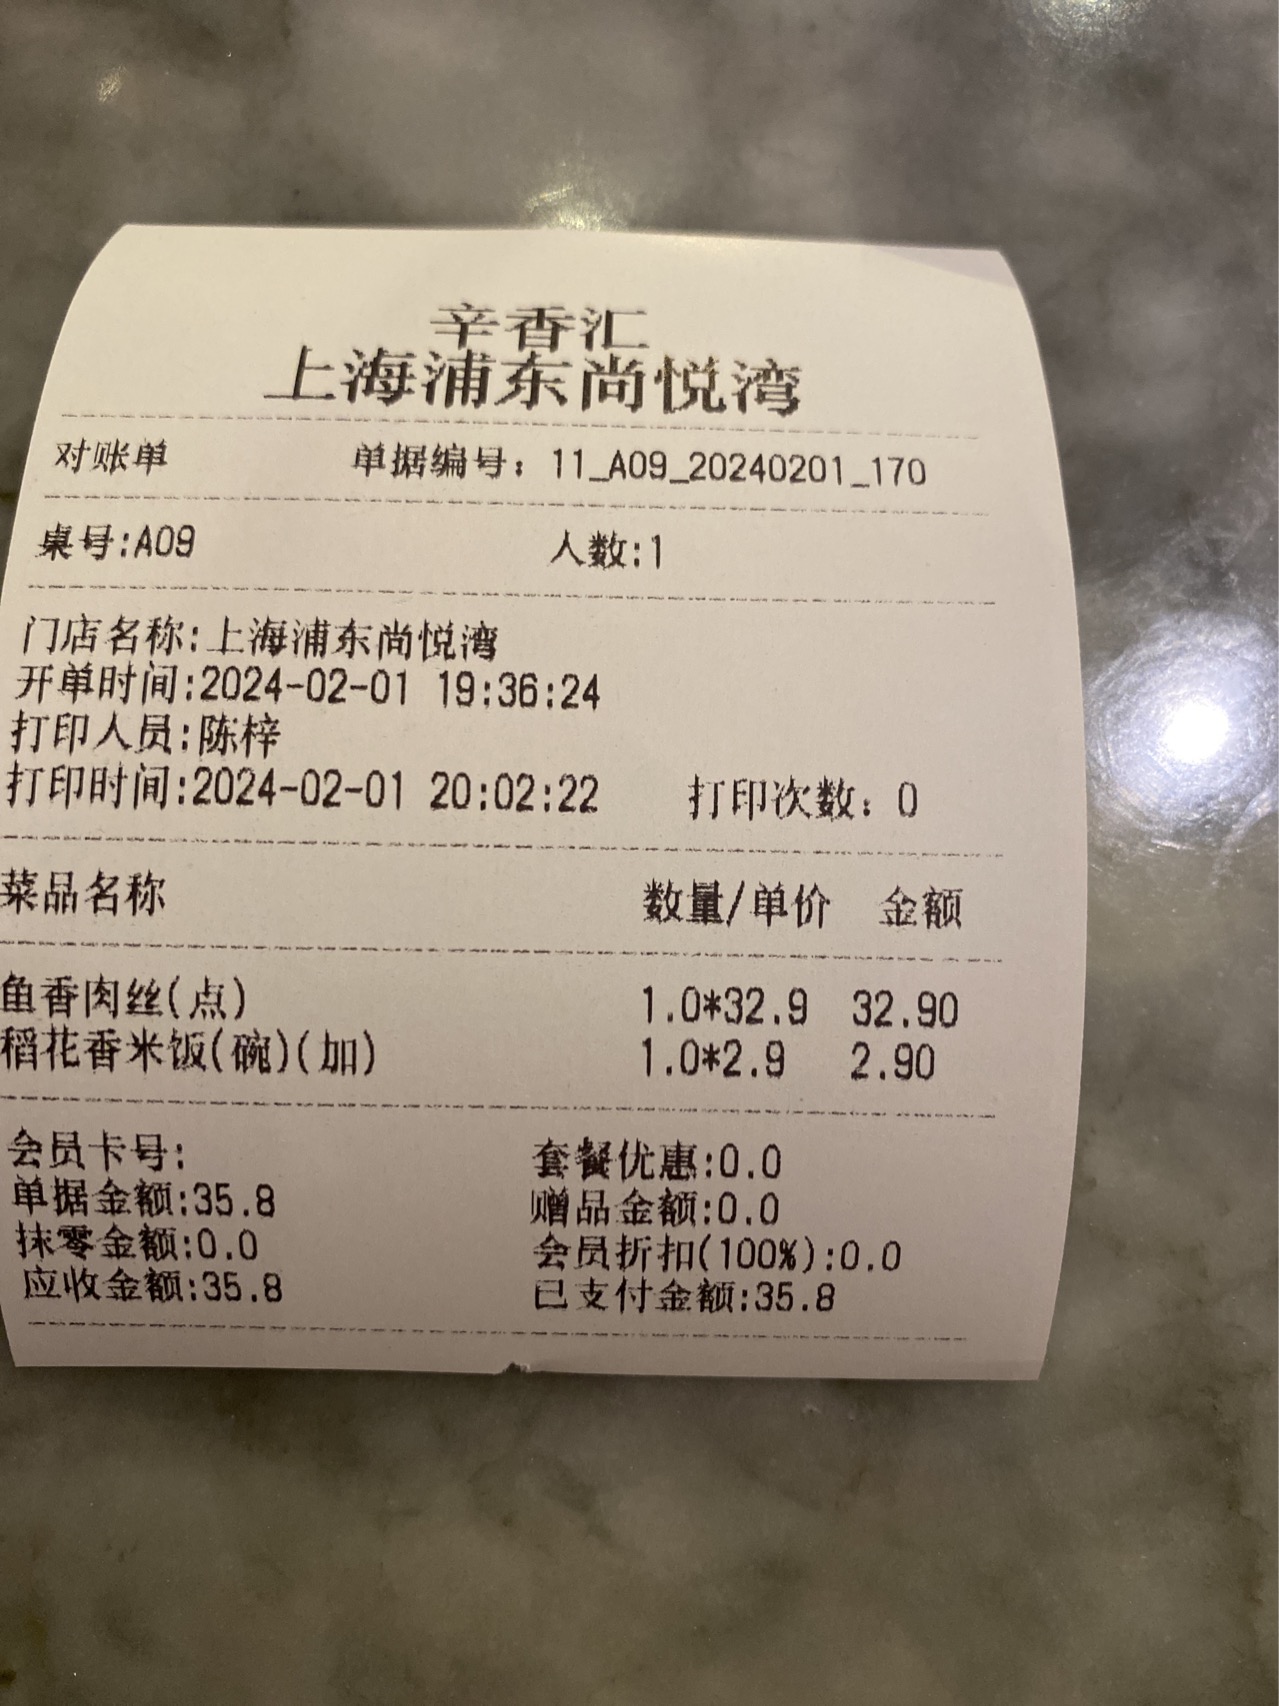 辛香汇
上海浦东尚悦湾
对账单 单据编号：11_A09_20240201_170
桌号:A09 人数:1
门店名称:上海浦东尚悦湾
开单时间:2024-02-01 19:36:24
打印人员:陈梓
打印时间:2024-02-01 20:02:22 打印次数：0
菜品名称 数量/单价 金额
鱼香肉丝(点) 1.0*32.9 32.90
稻花香米饭(碗)(加) 1.0*2.9 2.90
会员卡号: 套餐优惠:0.0
单据金额:35.8 赠品金额:0.0
抹零金额:0.0 会员折扣(100%):0.0
应收金额:35.8 已支付金额:35.8